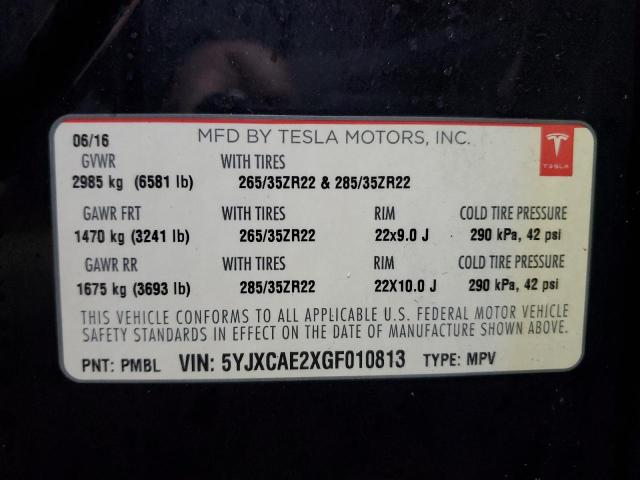 06/16 MFD BY TESLA MOTORS, INC.
TESLA
GVWR WITH TIRES
2985 kg (6581 lb) 265/35ZR22 & 285/35ZR22
GAWR FRT WITH TIRES RIM COLD TIRE PRESSURE
1470 kg (3241 lb) 265/35ZR22 22x9.0 J 290 kPa, 42 psi
GAWR RR WITH TIRES RIM COLD TIRE PRESSURE
1675 kg (3693 lb) 285/35ZR22 22X10.0 J 290 kPa, 42 psi
THIS VEHICLE CONFORMS TO ALL APPLICABLE U.S. FEDERAL MOTOR VEHICLE
SAFETY STANDARDS IN EFFECT ON THE DATE OF MANUFACTURE SHOWN ABOVE.
PNT: PMBL VIN: 5YJXCAE2XGF010813 TYPE: MPV